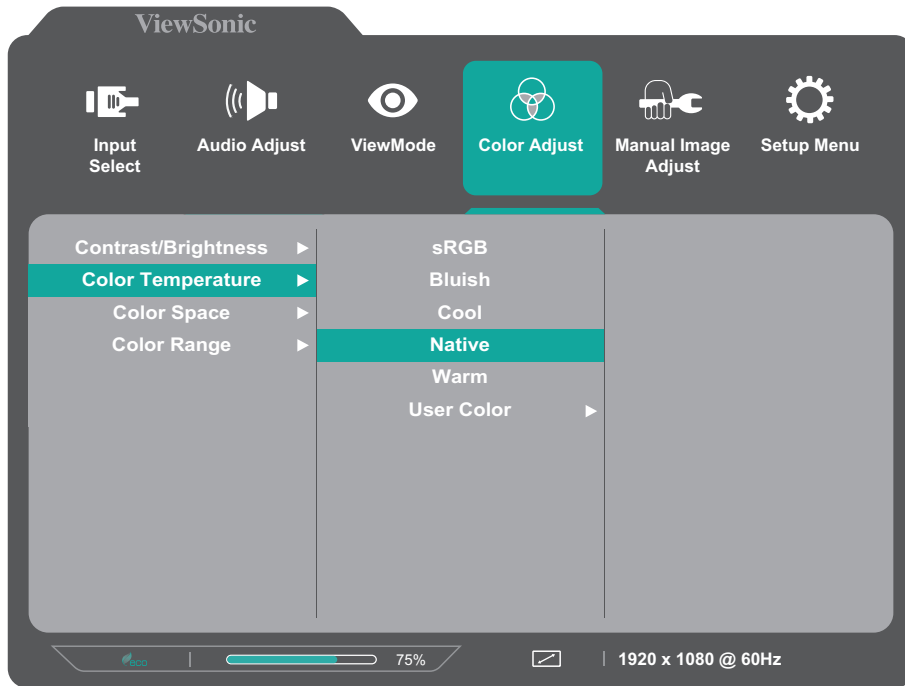 ViewSonic
Input
Select
Audio Adjust
ViewMode
Color Adjust
Manual Image
Adjust
Setup Menu
Contrast/Brightness
Color Temperature
Color Space
Color Range
sRGB
Bluish
Cool
Native
Warm
User Color
eco
75%
1920 x 1080 @ 60Hz